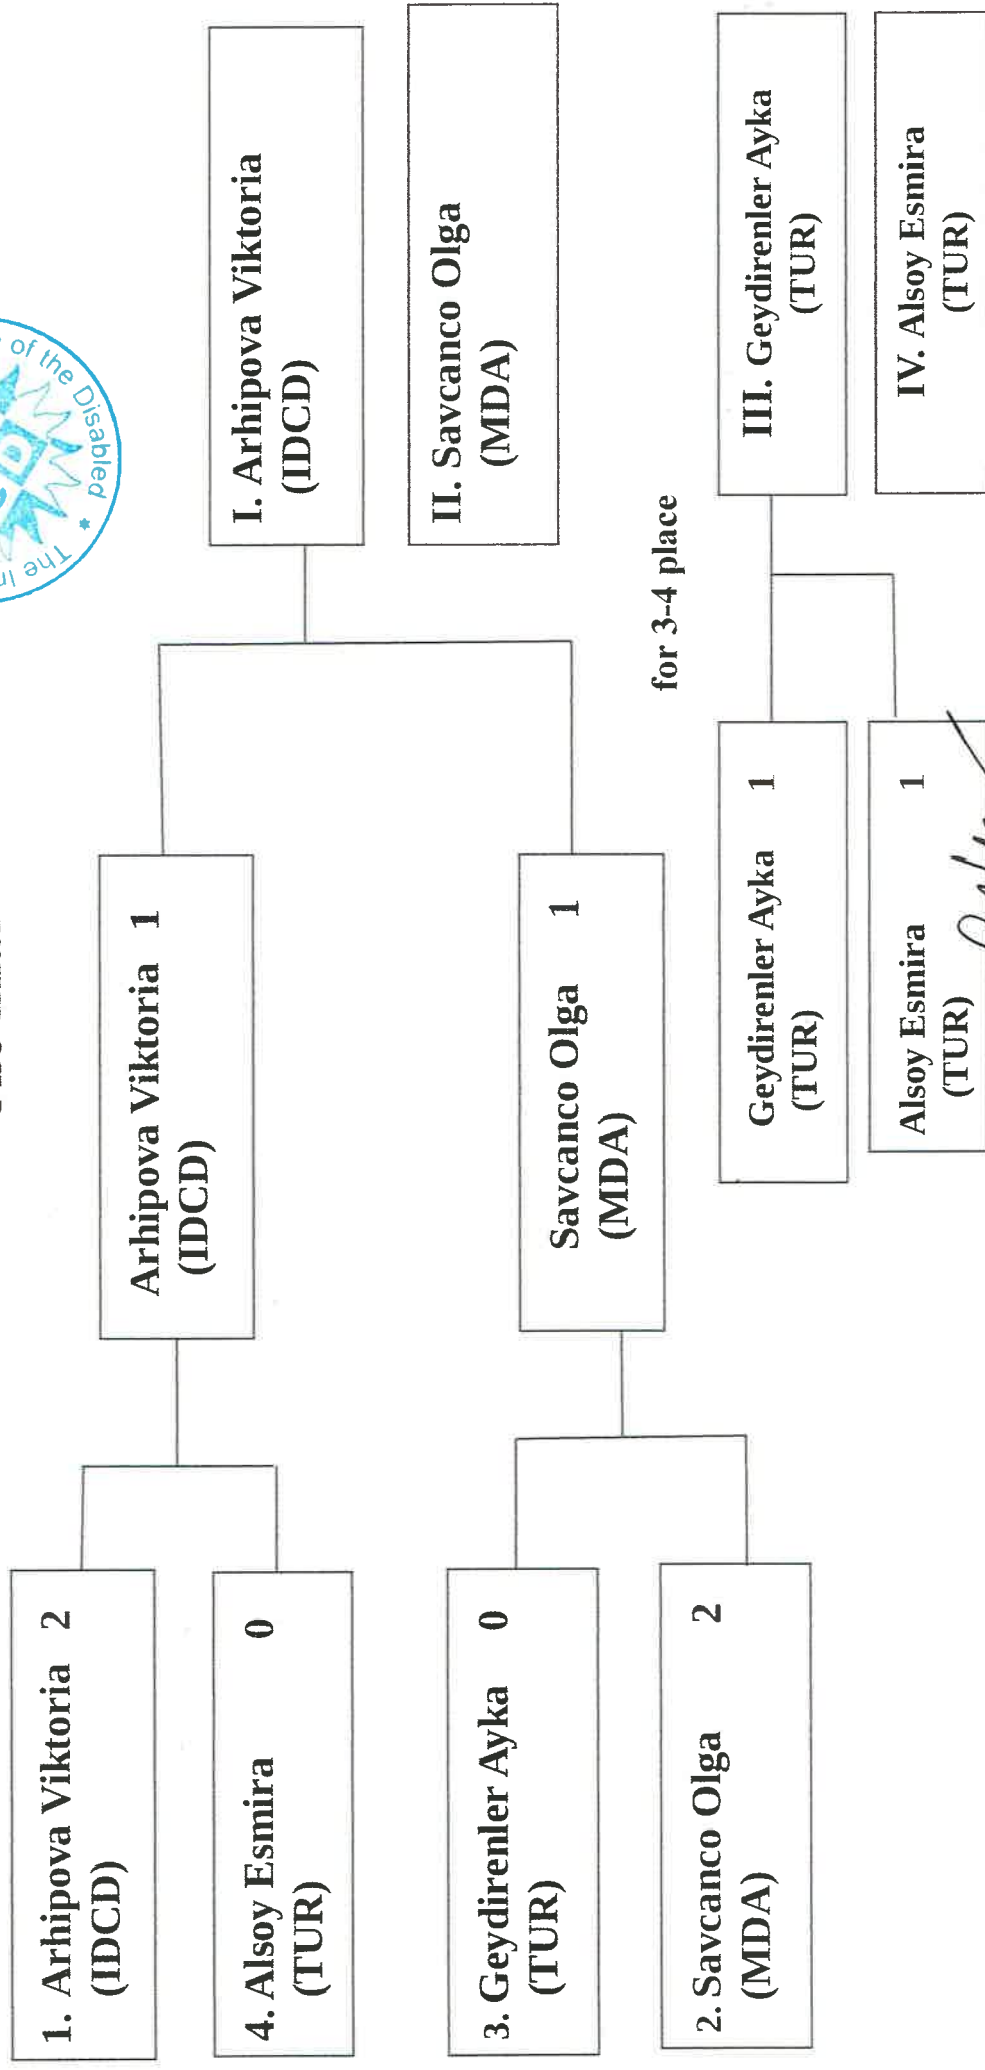 of the Disabled * The In
1. Arhipova Viktoria 2
(IDCD)
4. Alsoy Esmira 0
(TUR)
3. Geydirenler Ayka 0
(TUR)
2. Savcanco Olga 2
(MDA)
Arhipova Viktoria 1
(IDCD)
Savcanco Olga 1
(MDA)
I. Arhipova Viktoria
(IDCD)
II. Savcanco Olga
(MDA)
for 3-4 place
Geydirenler Ayka 1
(TUR)
Alsoy Esmira 1
(TUR)
III. Geydirenler Ayka
(TUR)
IV. Alsoy Esmira
(TUR)